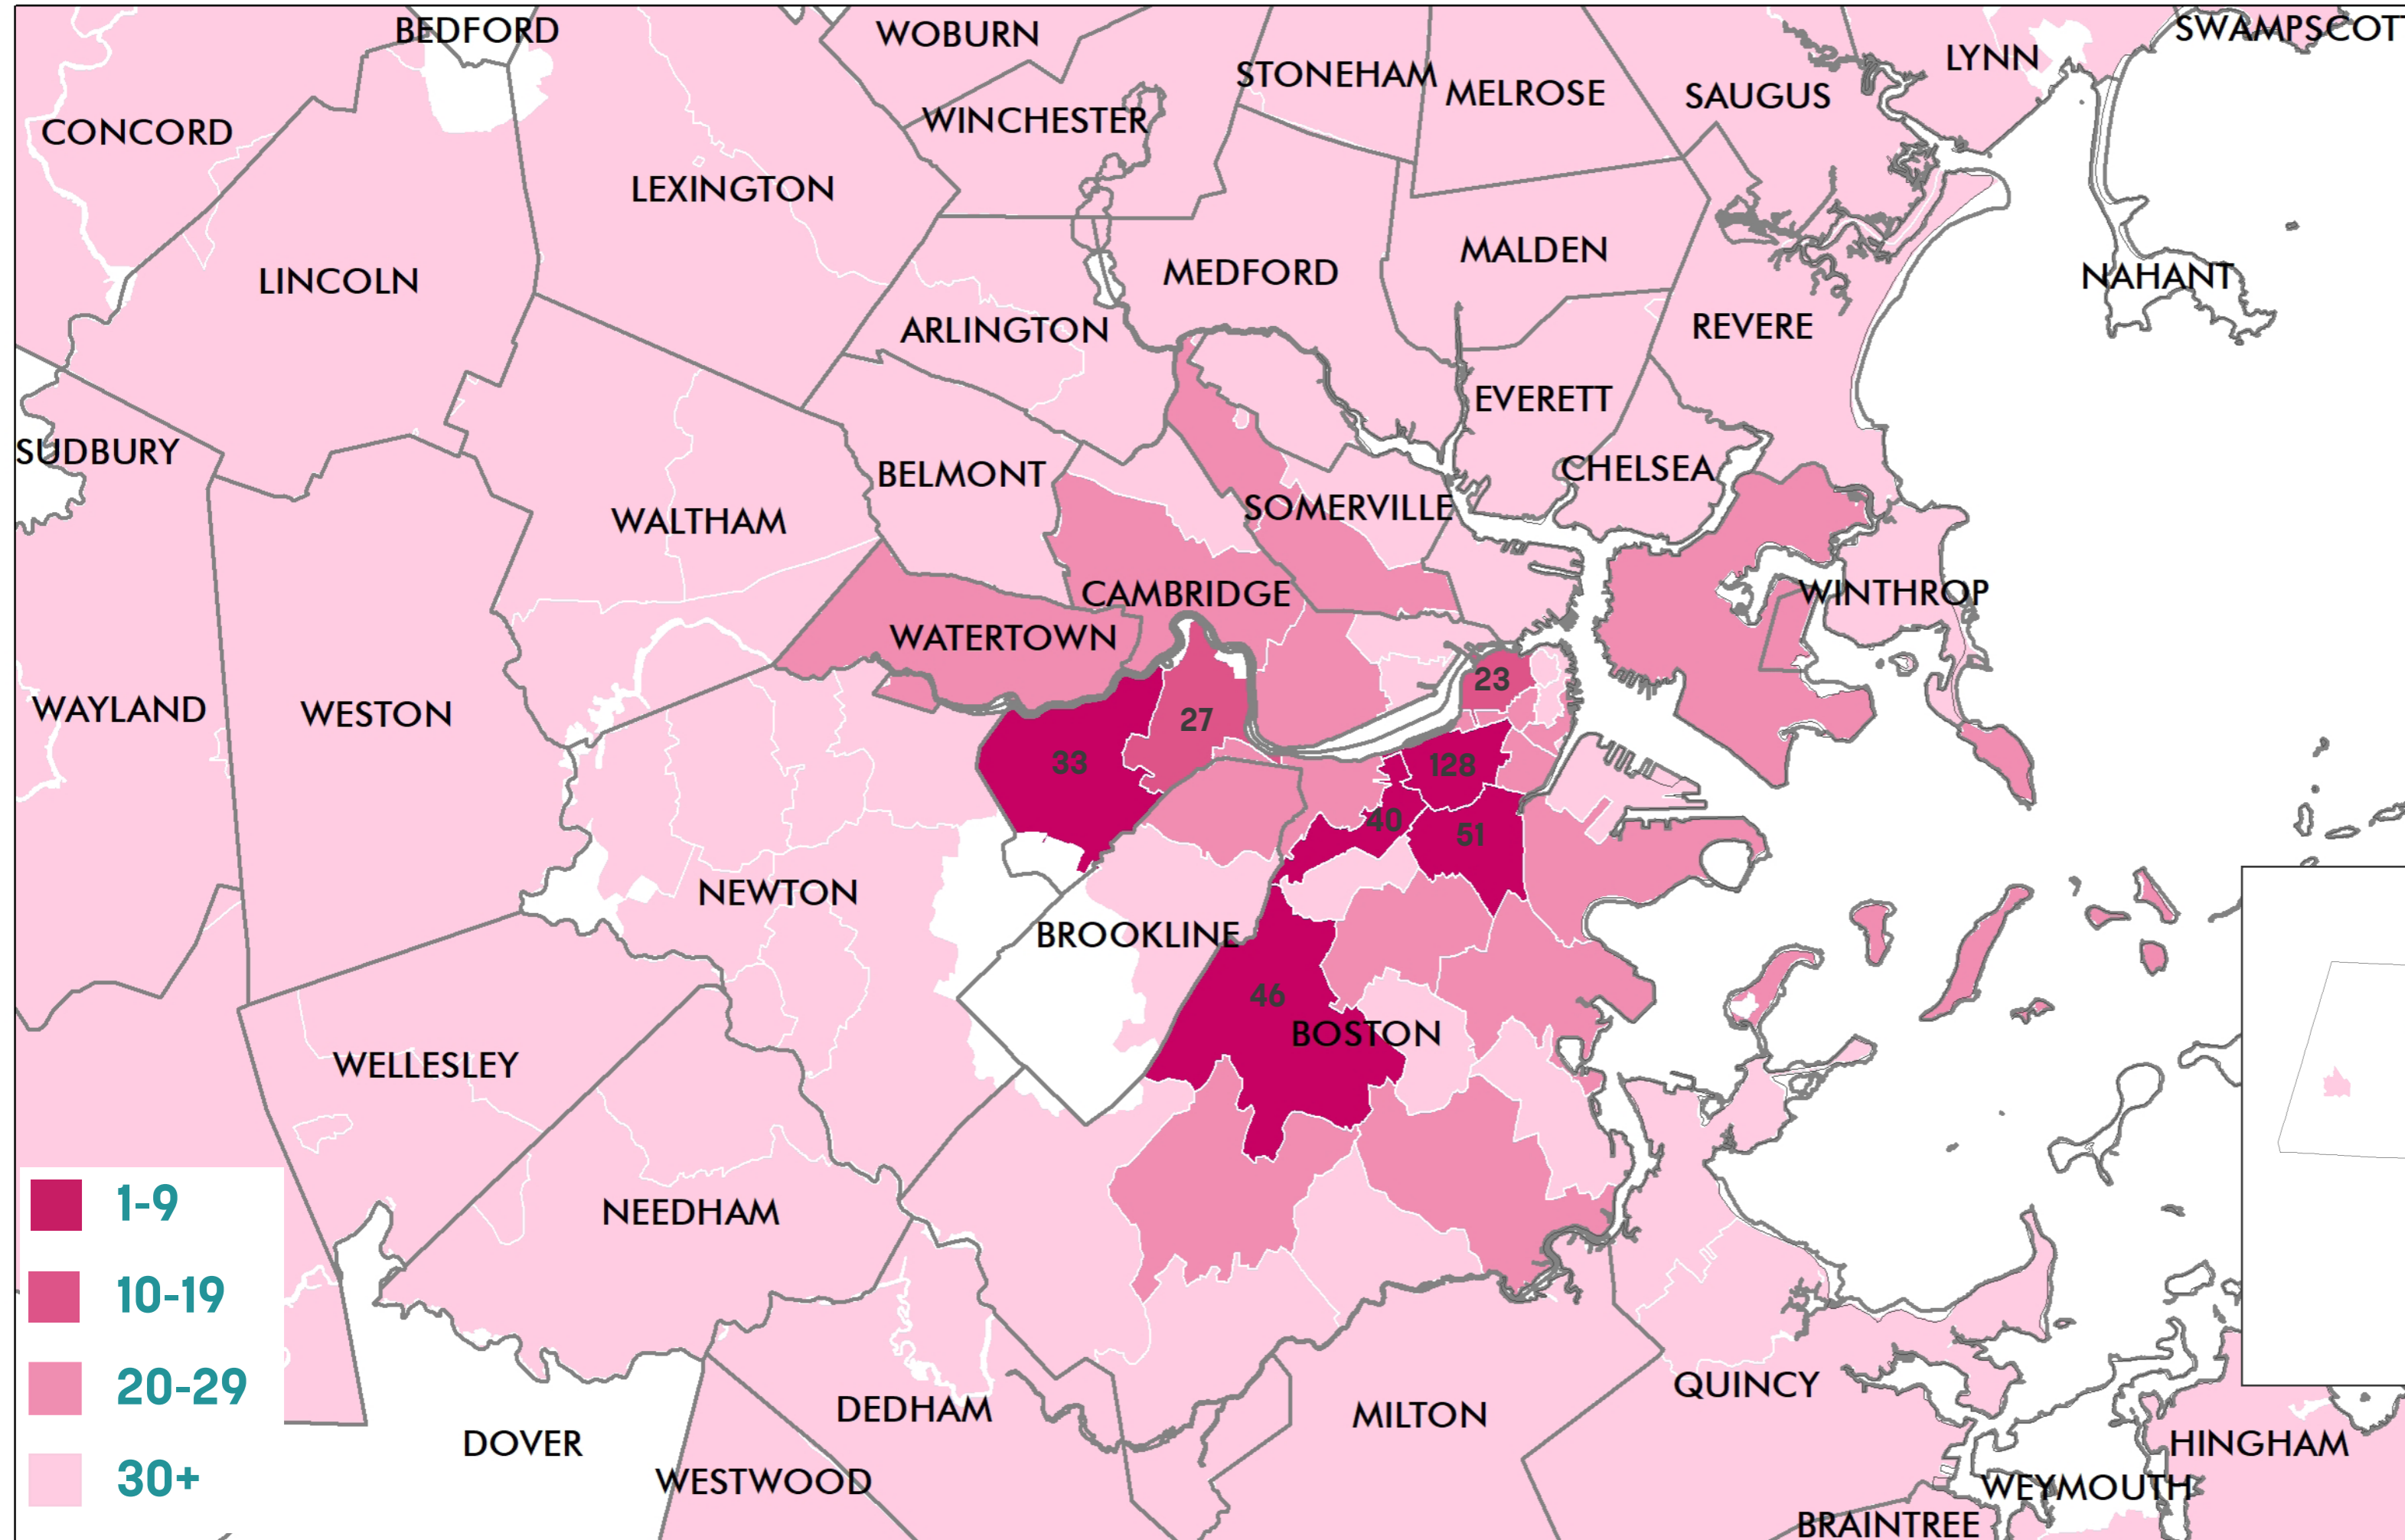 BEDFORD
WOBURN
SWAMPSCOT
STONEHAM
LYNN
MELROSE
SAUGUS
CONCORD
WINCHESTER
LEXINGTON
MALDEN
MEDFORD
NAHANT
LINCOLN
ARLINGTON
REVERE
EVERETT
SUDBURY
BELMONT
CHELSEA
WALTHAM
SOMERVILLE
CAMBRIDGE
WINTHROP
WATERTOWN
23
WAYLAND
WESTON
27
33
128
40
51
NEWTON
BROOKLINE
46
BOSTON
WELLESLEY
1-9
NEEDHAM
10-19
20-29
QUINCY
DEDHAM
MILTON
DOVER
HINGHAM
30+
WESTWOOD
WEYMOUTH
BRAINTREE